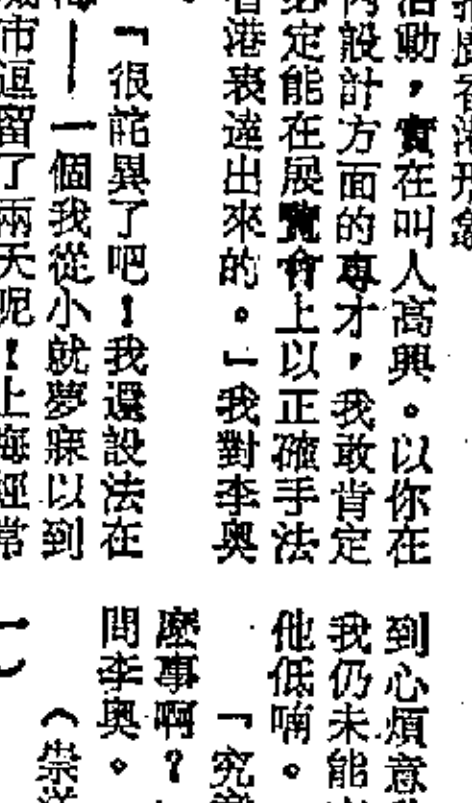 活動，實在叫人高興。以你在
內設計方面的專才，我敢肯定
必定能在展覽會上以正確手法
香港表達出來的。」我對李奧
「很詫異了吧！我還設法在
——一個我從小就夢寐以到
城市逗留了兩天呢！上海經常
到心煩意
我仍未能
他低喃。
「究
麼事啊？
問李奧。
（崇洋